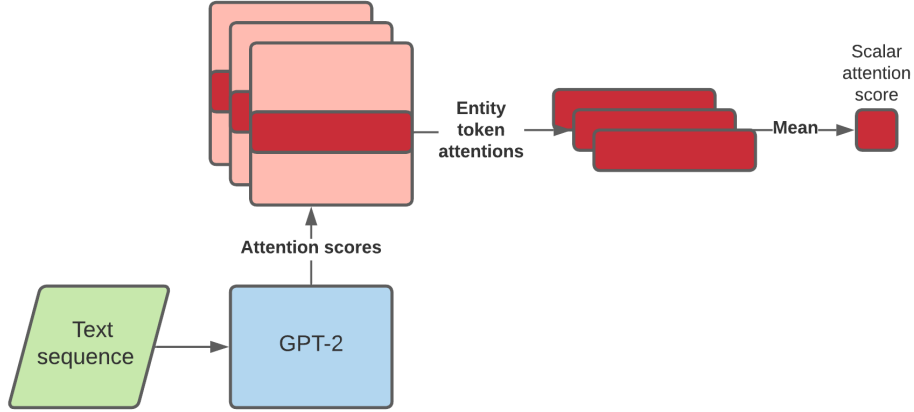 Text
sequence
GPT-2
Attention scores
Entity
token
attentions
Mean
Scalar
attention
score